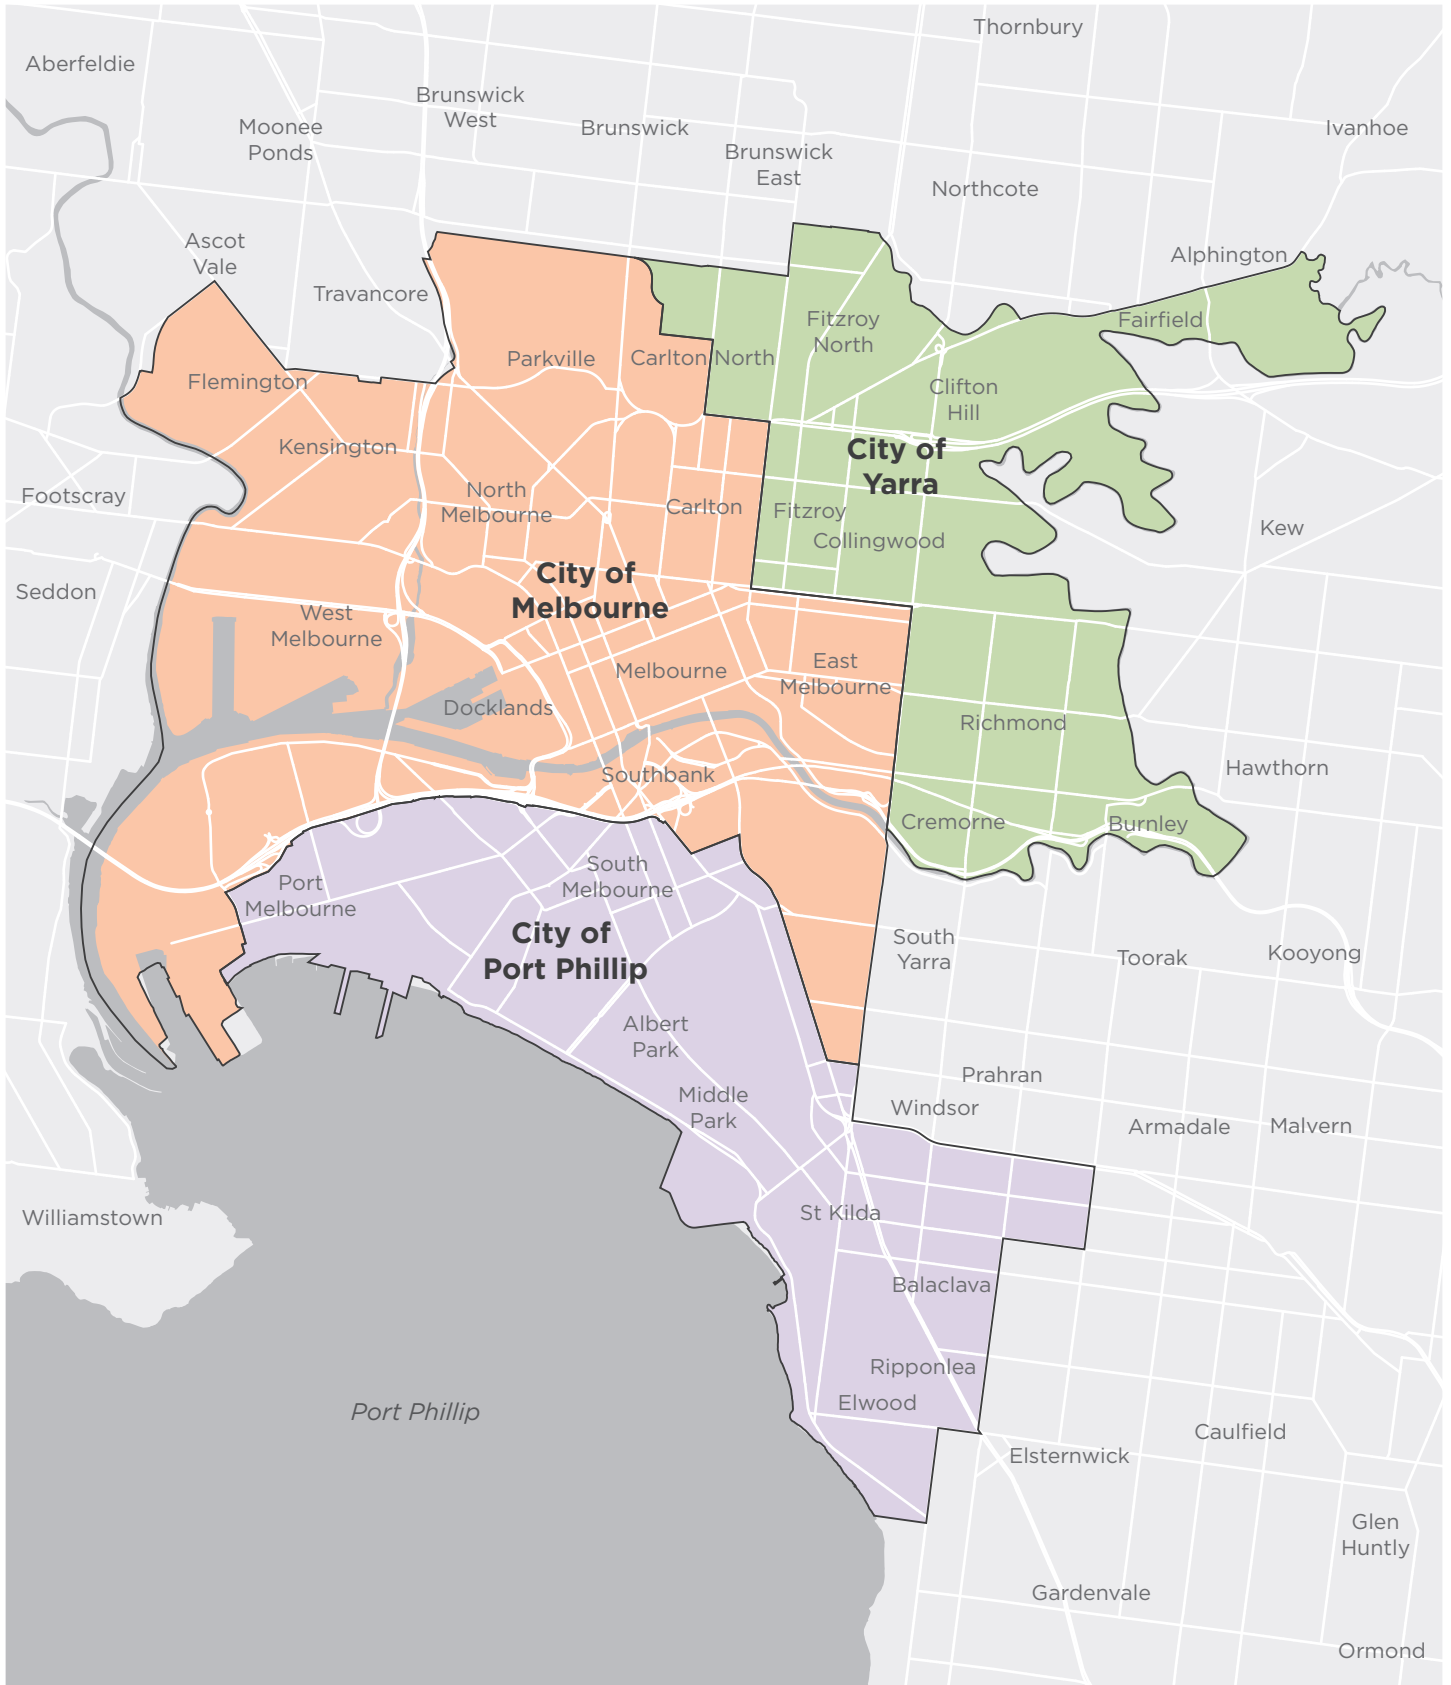 Thornbury
Aberfeldie
Brunswick
West
Moonee
Ponds
Brunswick
Ivanhoe
Brunswick
East
Northcote
Ascot
Vale
Alphington
Travancore
Fitzroy
North
Fairfield
Parkville
Carlton North
Flemington
Clifton
Hill
Kensington
City of
Yarra
Footscray
North
Melbourne
Carlton
Fitzroy
Kew
Collingwood
City of
Melbourne
Seddon
West
Melbourne
Melbourne
East
Melbourne
Docklands
Richmond
Southbank
Hawthorn
Cremorne
Burnley
South
Melbourne
Port
Melbourne
City of
Port Phillip
South
Yarra
Toorak
Kooyong
Albert
Park
Prahran
Middle
Park
Windsor
Armadale
Malvern
Williamstown
St Kilda
Balaclava
Ripponlea
Elwood
Port Phillip
Caulfield
Elsternwick
Glen
Huntly
Gardenvale
Ormond